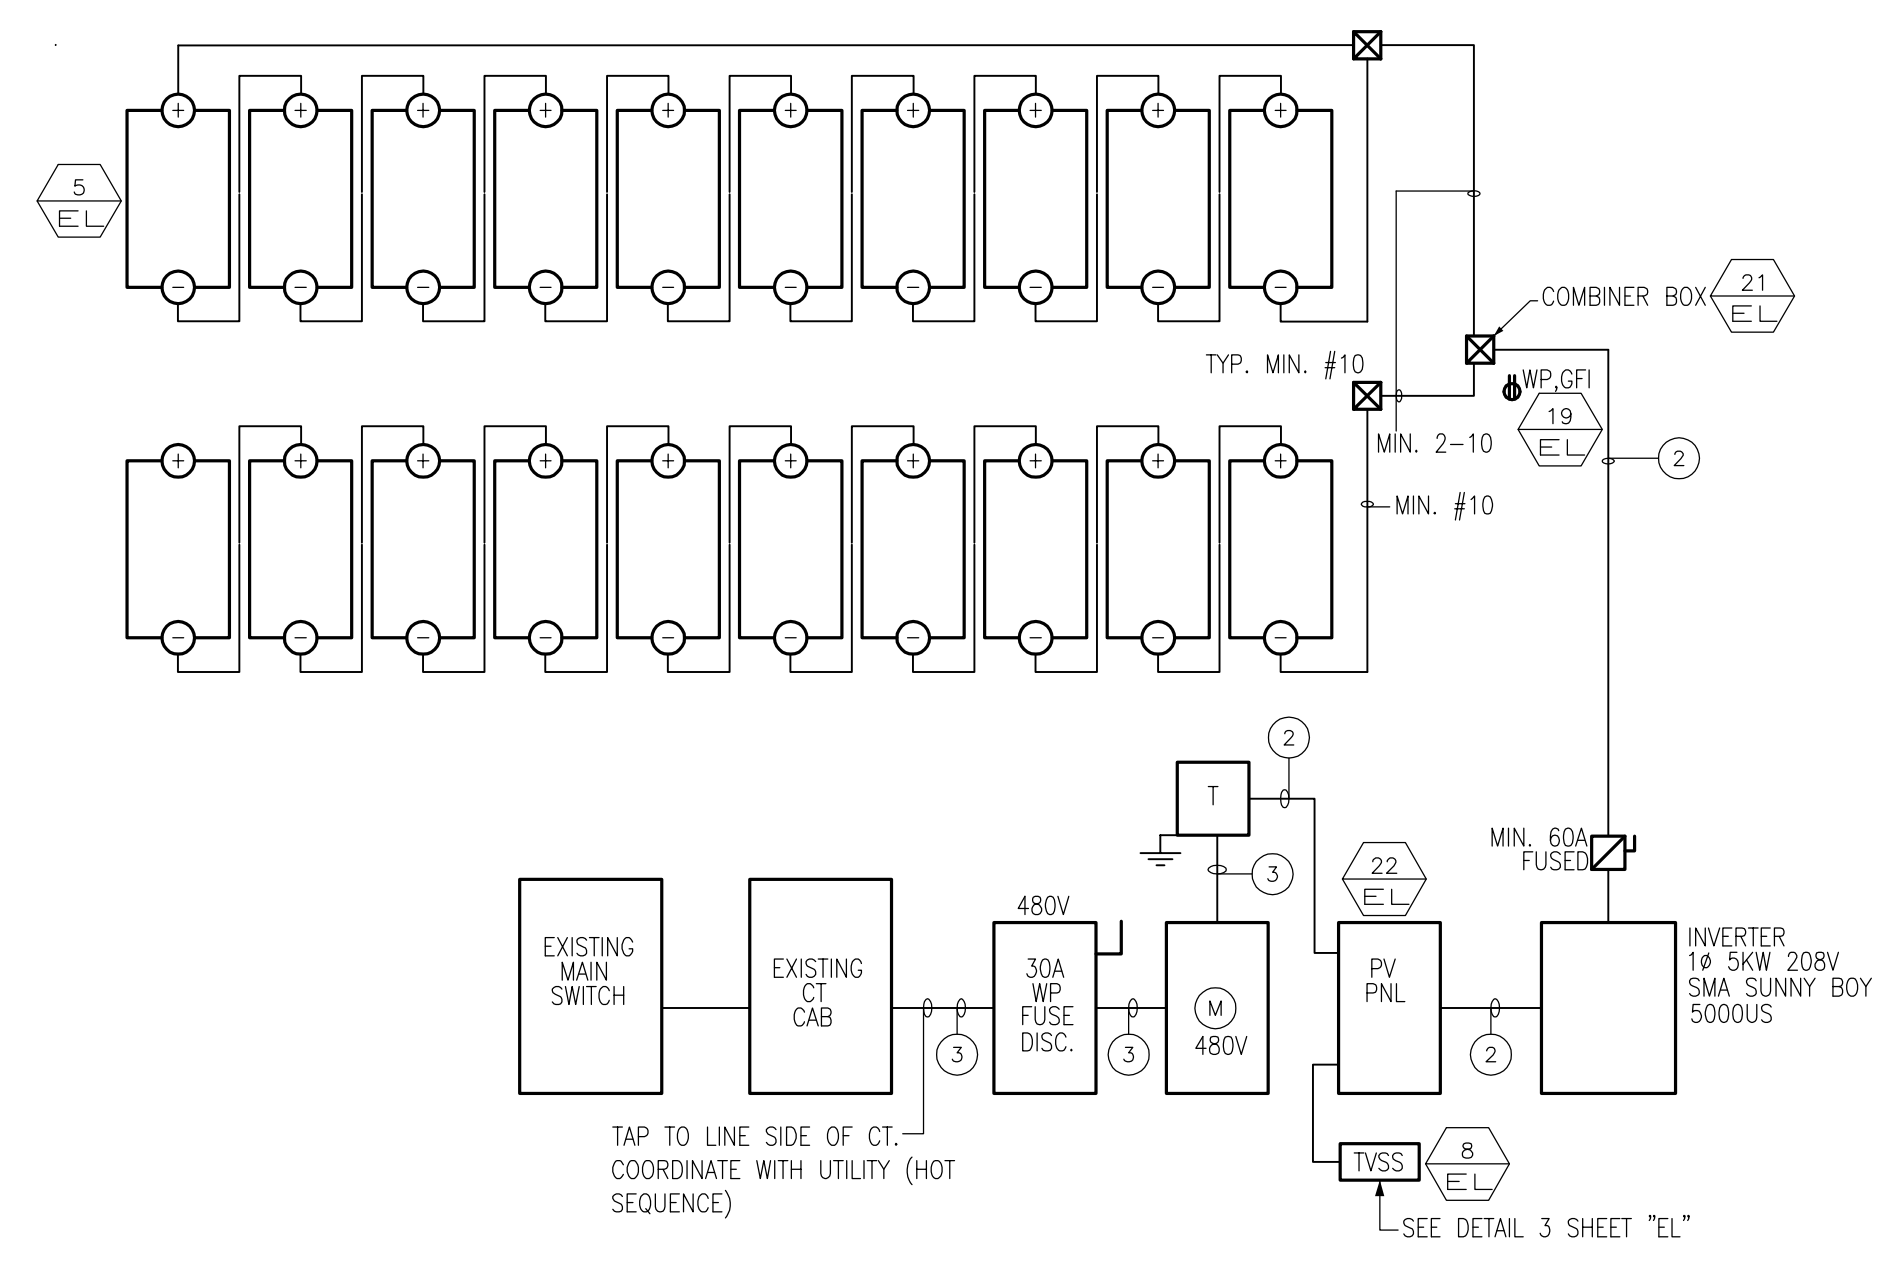 + + + + + + + + + +
5
EL
- - - - - - - - - -
COMBINER BOX
21
EL
TYP. MIN. #10
WP,GFI
19
EL
MIN. 2-10
2
+ + + + + + + + + +
MIN. #10
- - - - - - - - - -
2
T
MIN. 60A
FUSED
3
22
EL
480V
EXISTING
MAIN
SWITCH
EXISTING
CT
CAB
30A
WP
FUSE
DISC.
M
480V
PV
PNL
INVERTER
1ø 5KW 208V
SMA SUNNY BOY
5000US
3
3
2
TAP TO LINE SIDE OF CT.
COORDINATE WITH UTILITY (HOT
SEQUENCE)
TVSS
8
EL
SEE DETAIL 3 SHEET "EL"